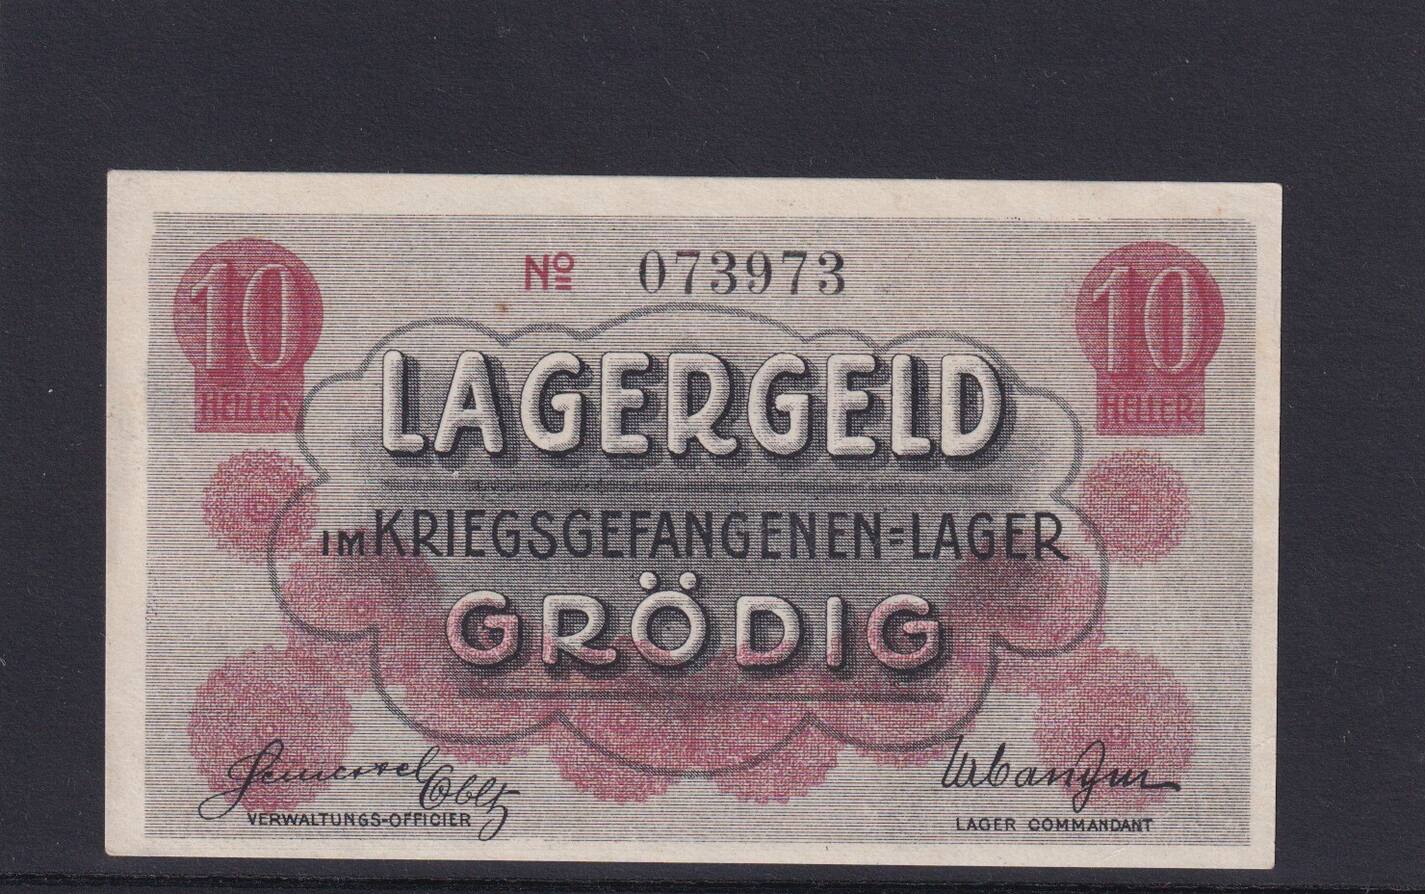 10 HELLER
Nº 073973
10 HELLER
LAGERGELD
IM KRIEGSGEFANGENEN=LAGER
GRÖDIG
VERWALTUNGS-OFFICIER
LAGER COMMANDANT